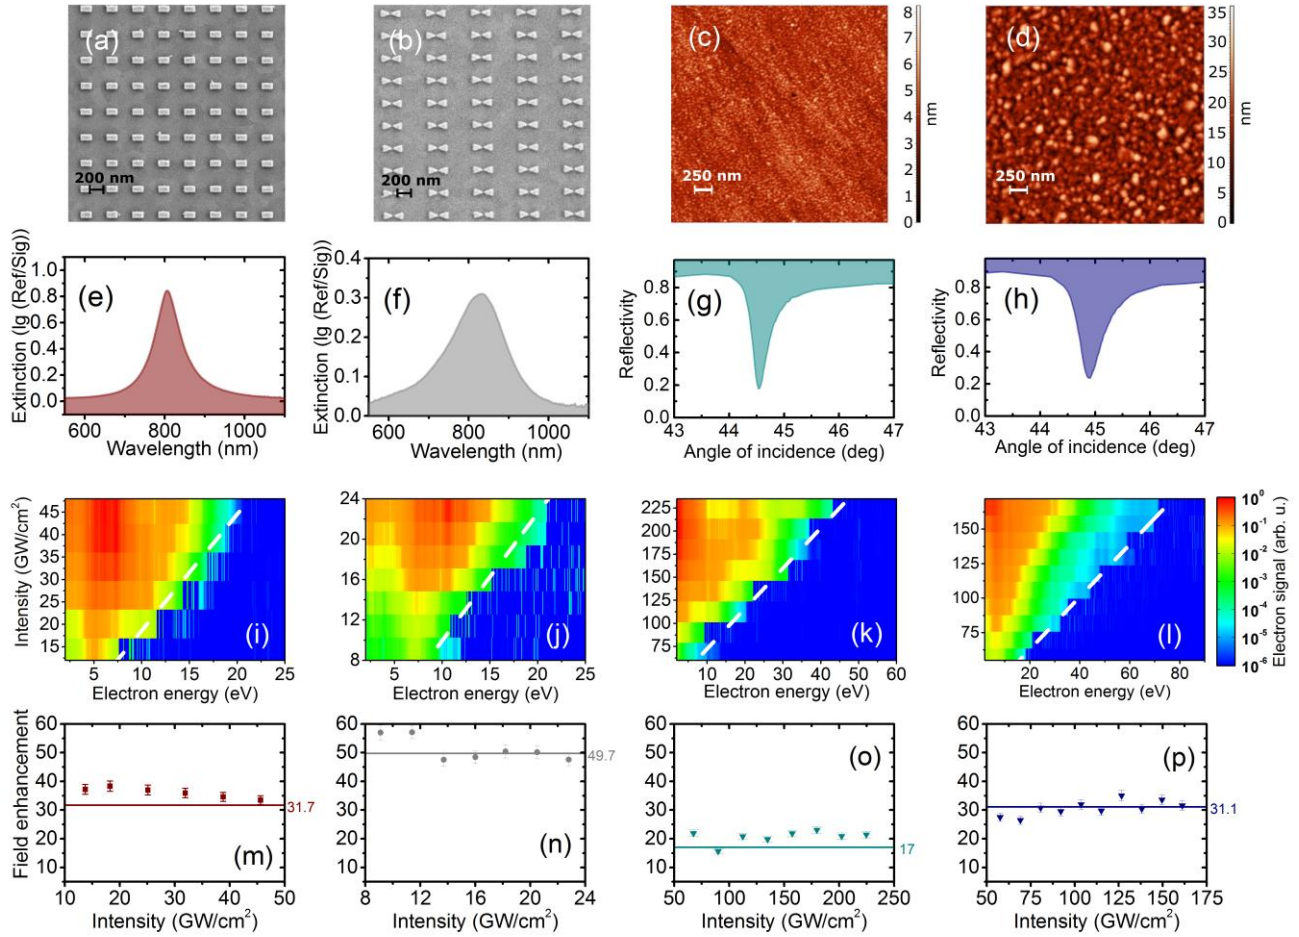 (a)
200 nm
(b)
200 nm
(c)
250 nm
8
7
6
5
4
3
2
1
0
nm
(d)
250 nm
35
30
25
20
15
10
5
0
nm
Extinction (lg (Ref/Sig))
1.0
0.8
0.6
0.4
0.2
0.0
(e)
600 800 1000
Wavelength (nm)
Extinction (lg (Ref/Sig))
0.4
0.3
0.2
0.1
0.0
(f)
600 800 1000
Wavelength (nm)
Reflectivity
0.8
0.6
0.4
0.2
0.0
(g)
43 44 45 46 47
Angle of incidence (deg)
Reflectivity
0.8
0.6
0.4
0.2
0.0
(h)
43 44 45 46 47
Angle of incidence (deg)
Intensity (GW/cm²)
45
40
35
30
25
20
15
(i)
5 10 15 20 25
Electron energy (eV)
24
20
16
12
8
(j)
5 10 15 20 25
Electron energy (eV)
225
200
175
150
125
100
75
(k)
0 10 20 30 40 50 60
Electron energy (eV)
150
125
100
75
(l)
0 20 40 60 80
Electron energy (eV)
10⁰
10⁻¹
10⁻²
10⁻³
10⁻⁴
10⁻⁵
10⁻⁶
Electron signal (arb. u.)
Field enhancement
60
50
40
30
20
10
31.7
(m)
10 20 30 40 50
Intensity (GW/cm²)
60
50
40
30
20
10
49.7
(n)
8 12 16 20 24
Intensity (GW/cm²)
60
50
40
30
20
10
(o)
17
50 100 150 200 250
Intensity (GW/cm²)
60
50
40
30
20
10
(p)
31.1
50 75 100 125 150 175
Intensity (GW/cm²)